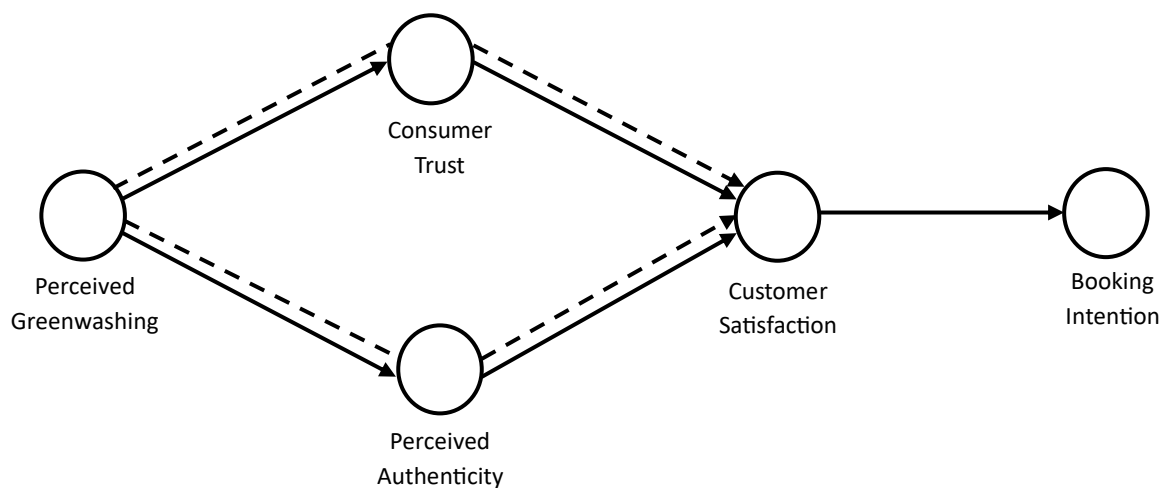 Consumer
Trust
Perceived
Greenwashing
Customer
Satisfaction
Booking
Intention
Perceived
Authenticity